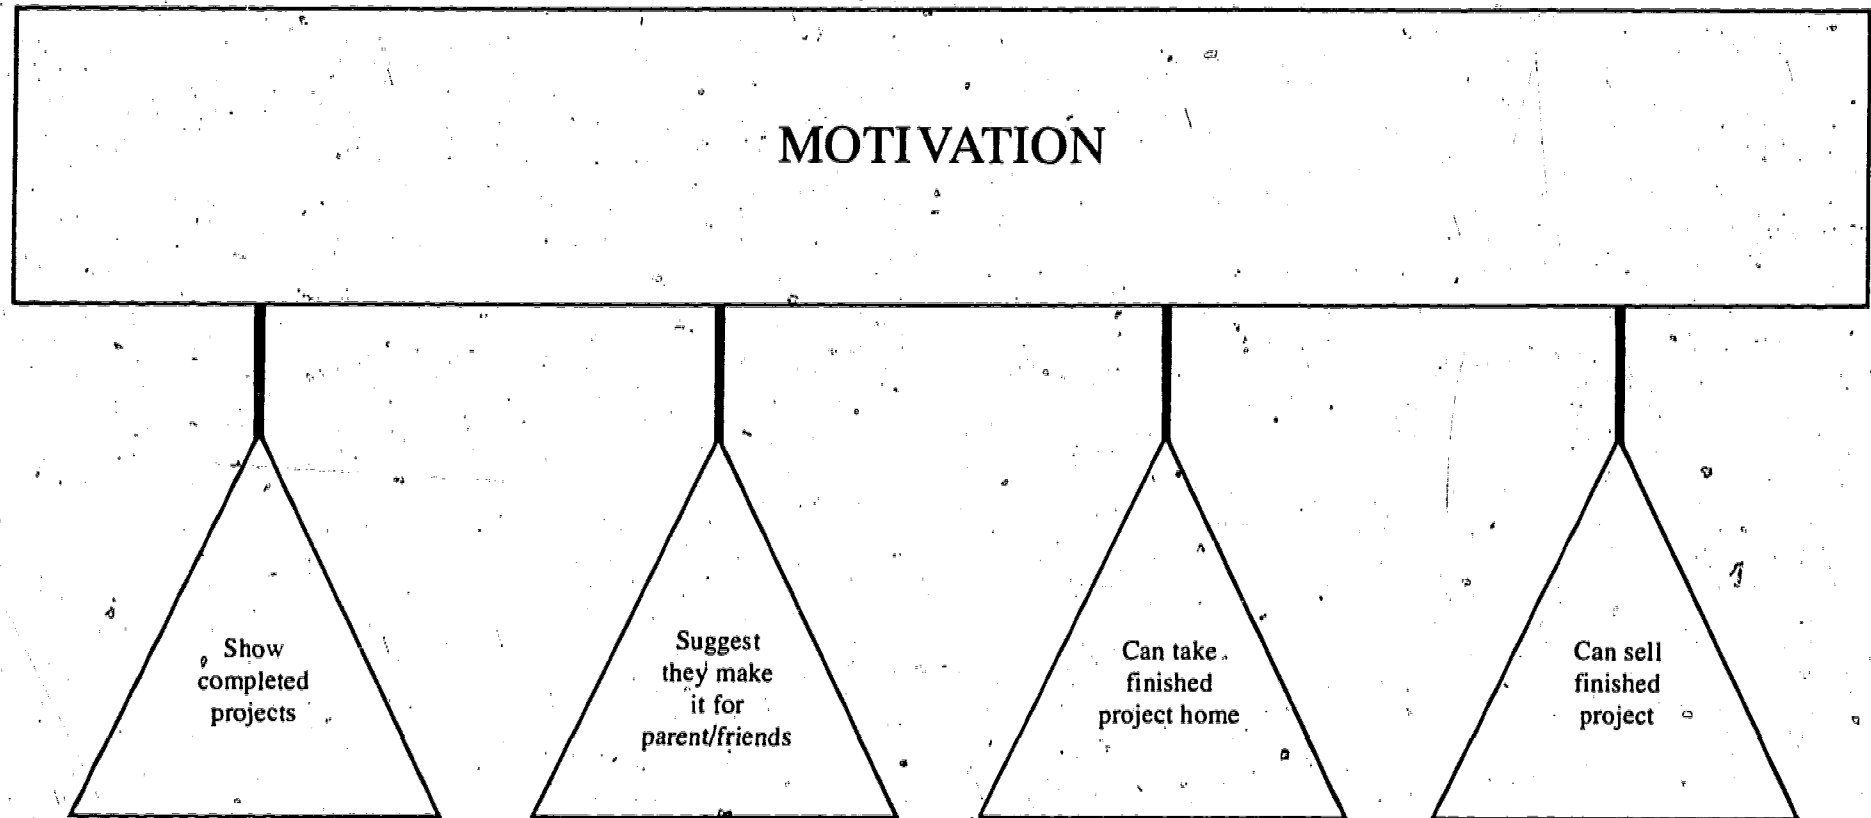 MOTIVATION
Show
completed
projects
Suggest
they make
it for
parent/friends
Can take
finished
project home
Can sell
finished
project